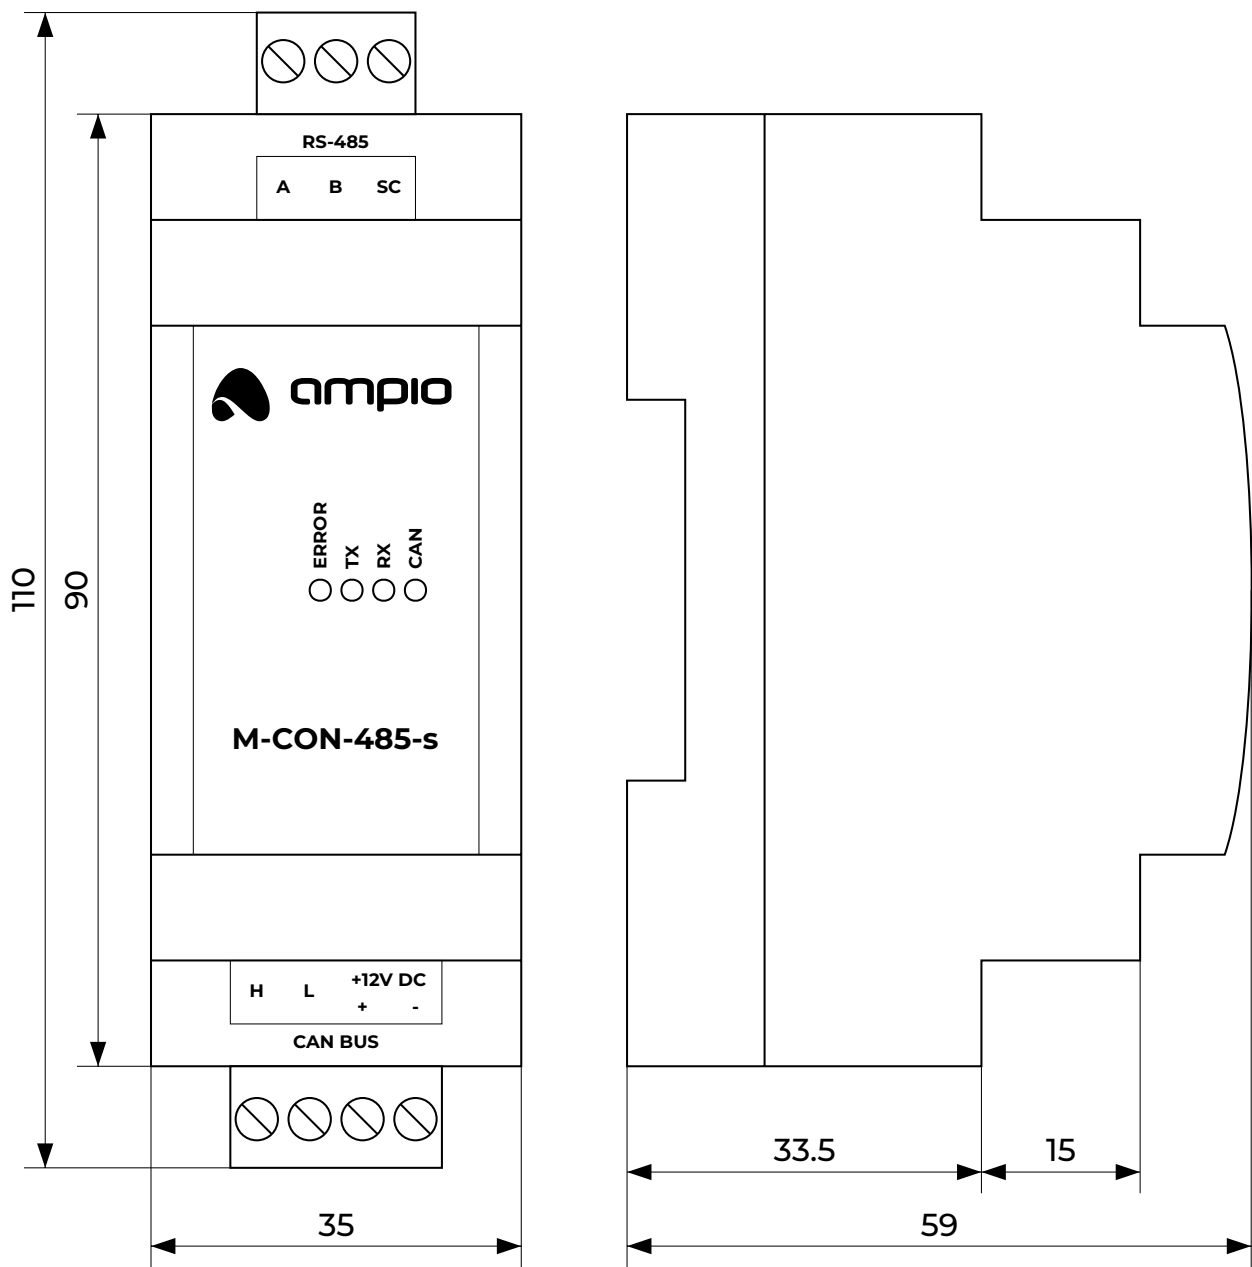 RS-485
A B SC
ampio
ERROR TX RX CAN
110
90
M-CON-485-s
H L +12V DC
+ -
CAN BUS
33.5
15
35
59